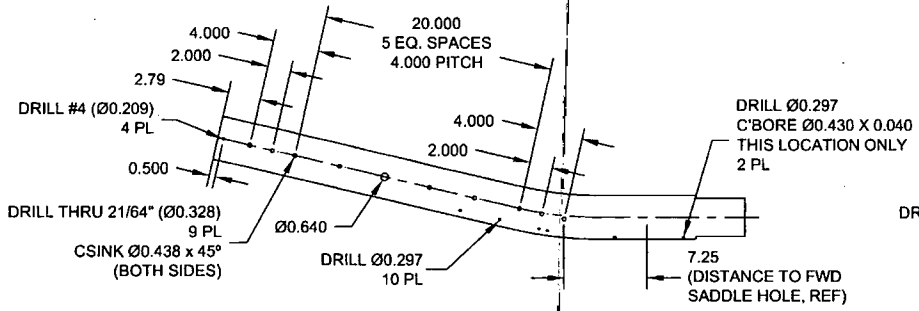 20.000
5 EQ. SPACES
4.000 PITCH
4.000
2.000
2.79
DRILL #4 (Ø0.209)
4 PL
0.500
DRILL THRU 21/64" (Ø0.328)
9 PL
CSINK Ø0.438 x 45º
(BOTH SIDES)
Ø0.640
DRILL Ø0.297
10 PL
4.000
2.000
DRILL Ø0.297
C'BORE Ø0.430 X 0.040
THIS LOCATION ONLY
2 PL
7.25
(DISTANCE TO FWD
SADDLE HOLE, REF)
DR